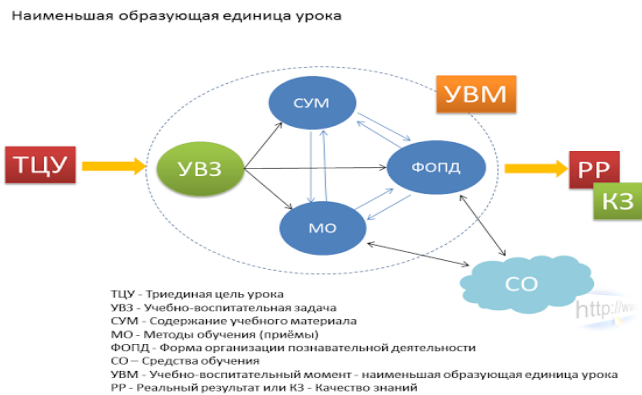 Наименьшая образующая единица урока
СУМ
УВМ
ТЦУ
УВЗ
ФОПД
РР
КЗ
МО
СО
http://w
ТЦУ - Триединая цель урока
УВЗ - Учебно-воспитательная задача
СУМ - Содержание учебного материала
МО - Методы обучения (приёмы)
ФОПД - Форма организации познавательной деятельности
СО – Средства обучения
УВМ - Учебно-воспитательный момент - наименьшая образующая единица урока
РР - Реальный результат или КЗ - Качество знаний